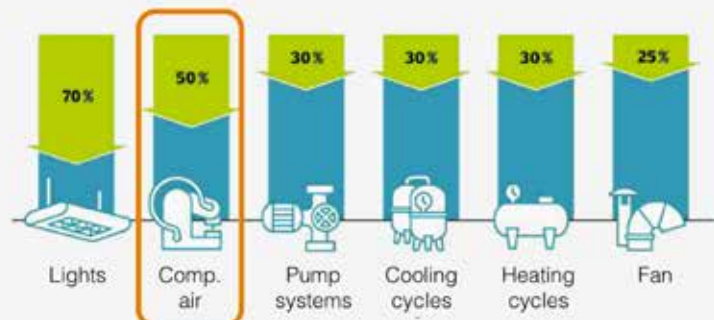 70%
50%
30%
30%
30%
25%
Lights
Comp.
air
Pump
systems
Cooling
cycles
Heating
cycles
Fan